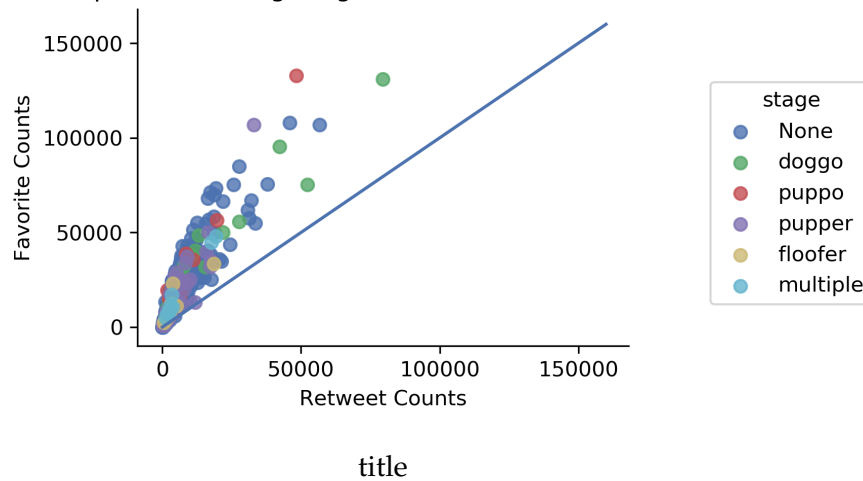 150000
100000
50000
0
Favorite Counts
0 50000 100000 150000
Retweet Counts
stage
None
doggo
puppo
pupper
floofer
multiple
title